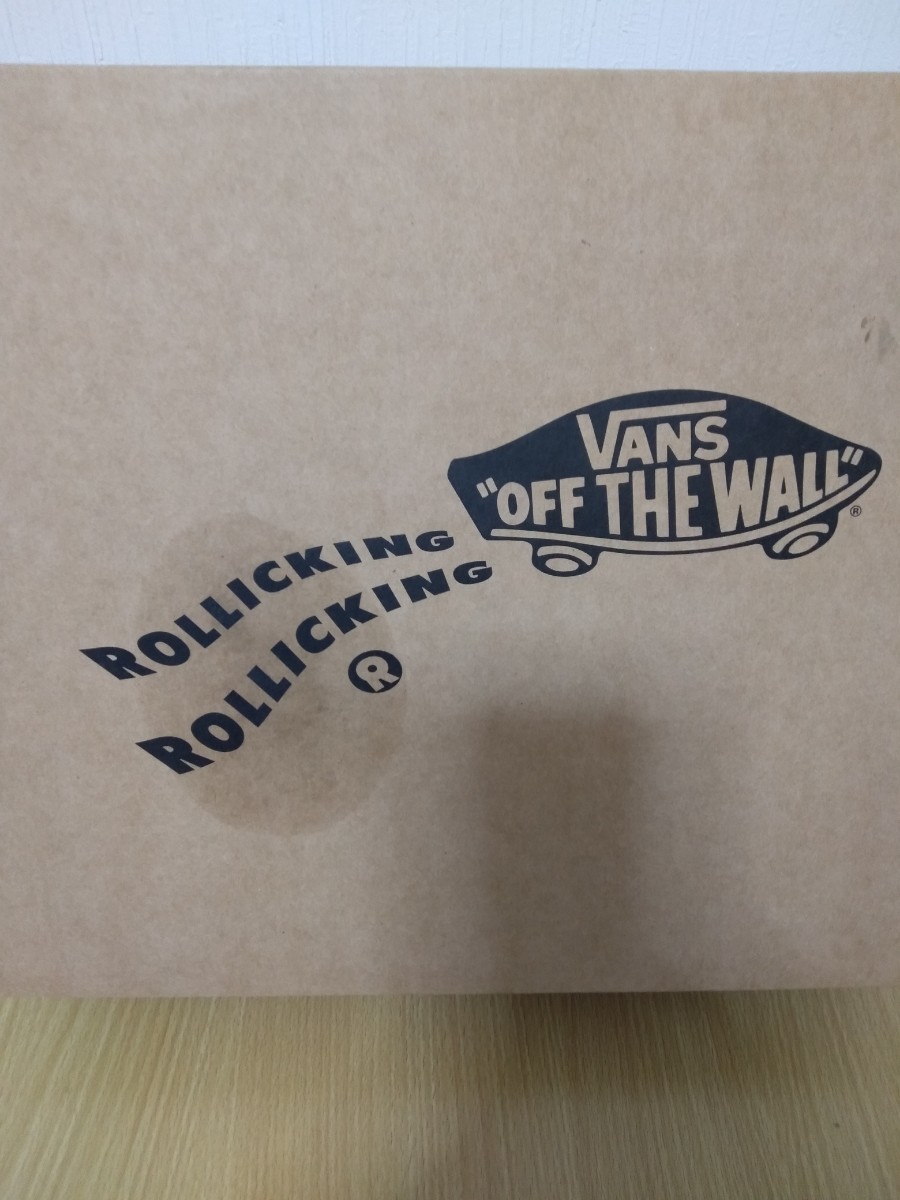 VANS
"OFF THE WALL"
®
ROLLICKING
ROLLICKING
R